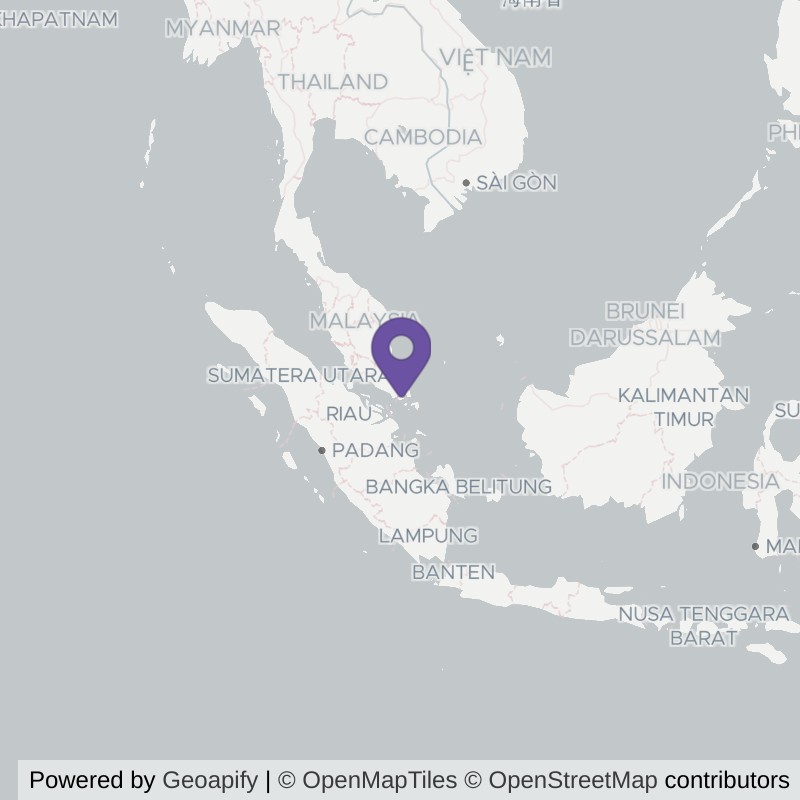 海南省
KHAPATNAM
MYANMAR
VIỆT NAM
THAILAND
PHI
CAMBODIA
SÀI GÒN
BRUNEI
DARUSSALAM
MALAYSIA
SUMATERA UTARA
KALIMANTAN
TIMUR
RIAU
SU
PADANG
INDONESIA
BANGKA BELITUNG
LAMPUNG
MA
BANTEN
NUSA TENGGARA
BARAT
Powered by Geoapify | © OpenMapTiles © OpenStreetMap contributors